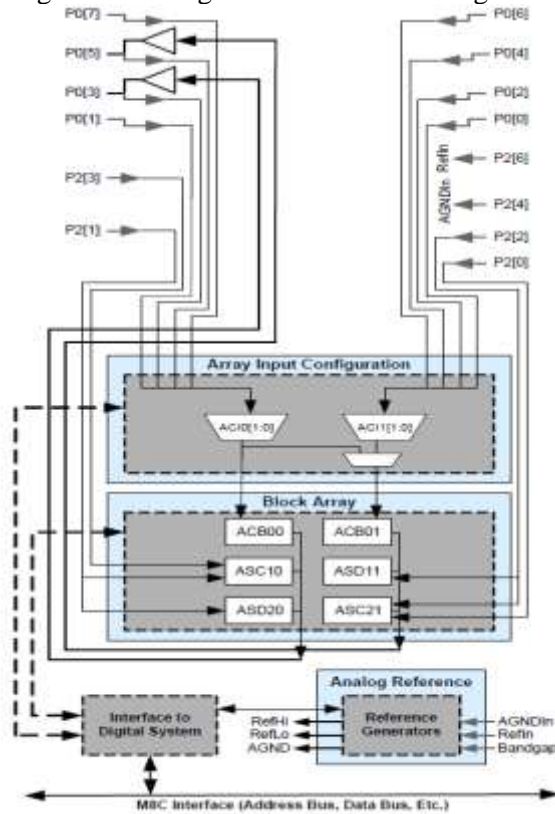 P0[7]
P0[5]
P0[3]
P0[1]
P2[3]
P2[1]
P0[6]
P0[4]
P0[2]
P0[0]
P2[6]
P2[4]
P2[2]
P2[0]
AGNDIn RefIn
Array Input Configuration
ACI0[1:0]
ACI1[1:0]
Block Array
ACB00
ACB01
ASC10
ASD11
ASD20
ASC21
Analog Reference
Interface to
Digital System
RefHi
RefLo
AGND
Reference
Generators
AGNDIn
RefIn
Bandgap
M8C Interface (Address Bus, Data Bus, Etc.)